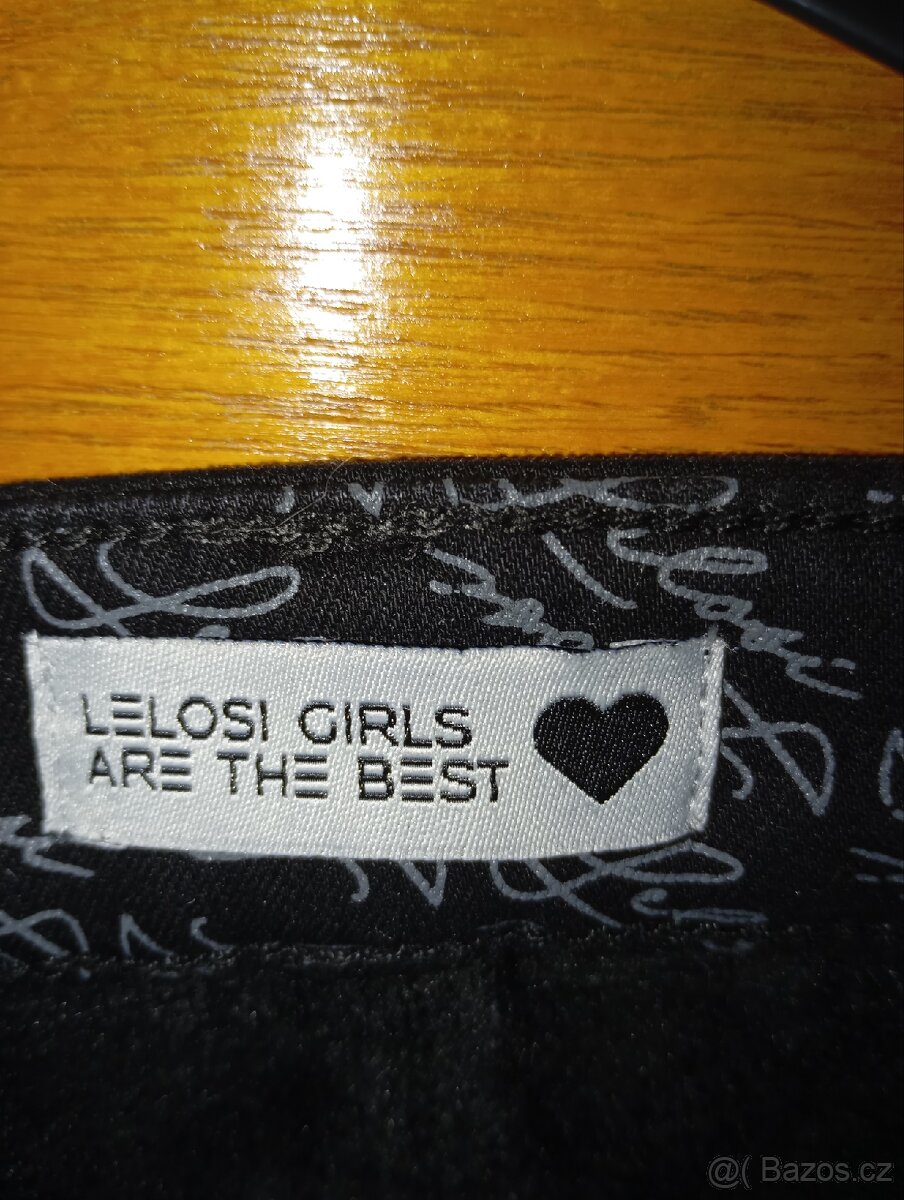 LELOSI GIRLS
ARE THE BEST
@( Bazos.cz